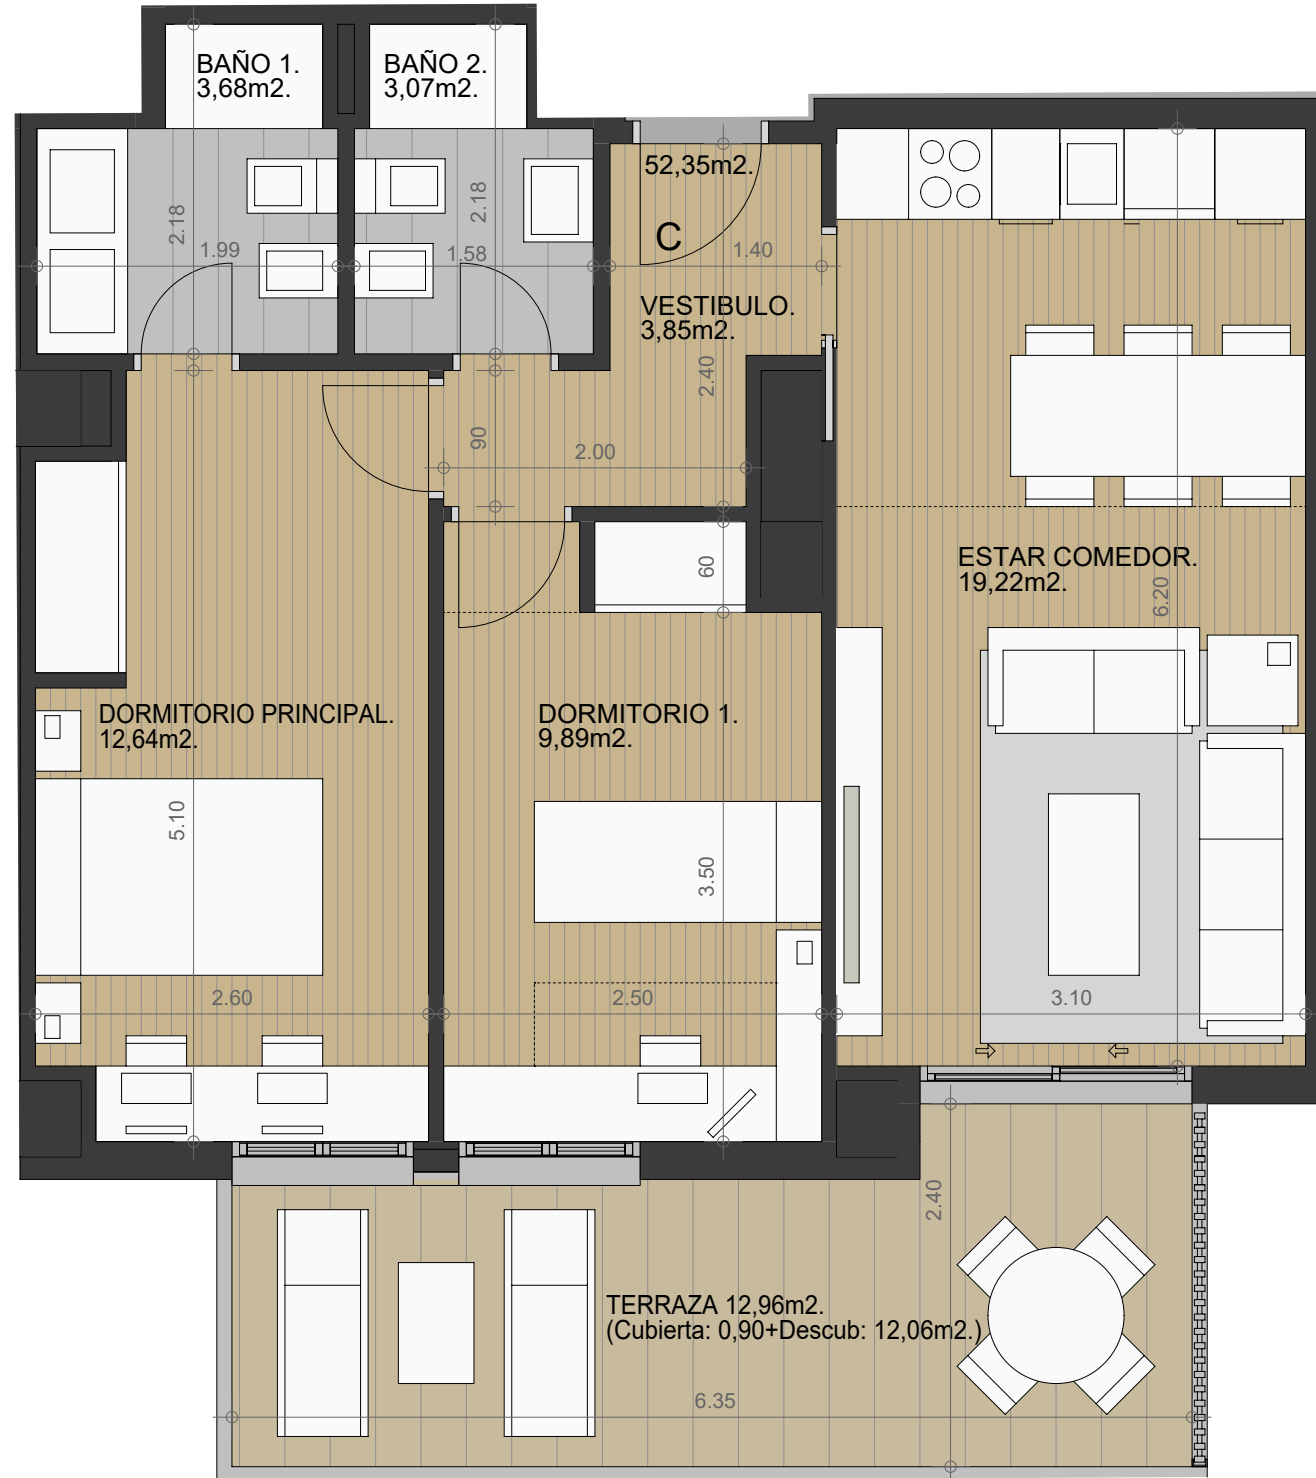 BAÑO 1.
3,68m2.
BAÑO 2.
3,07m2.
52,35m2.
C
2.18
2.18
1.99
1.58
1.40
VESTIBULO.
3,85m2.
2.40
90
2.00
60
ESTAR COMEDOR.
19,22m2.
6.20
DORMITORIO PRINCIPAL.
12,64m2.
DORMITORIO 1.
9,89m2.
5.10
3.50
2.60
2.50
3.10
2.40
TERRAZA 12,96m2.
(Cubierta: 0,90+Descub: 12,06m2.)
6.35